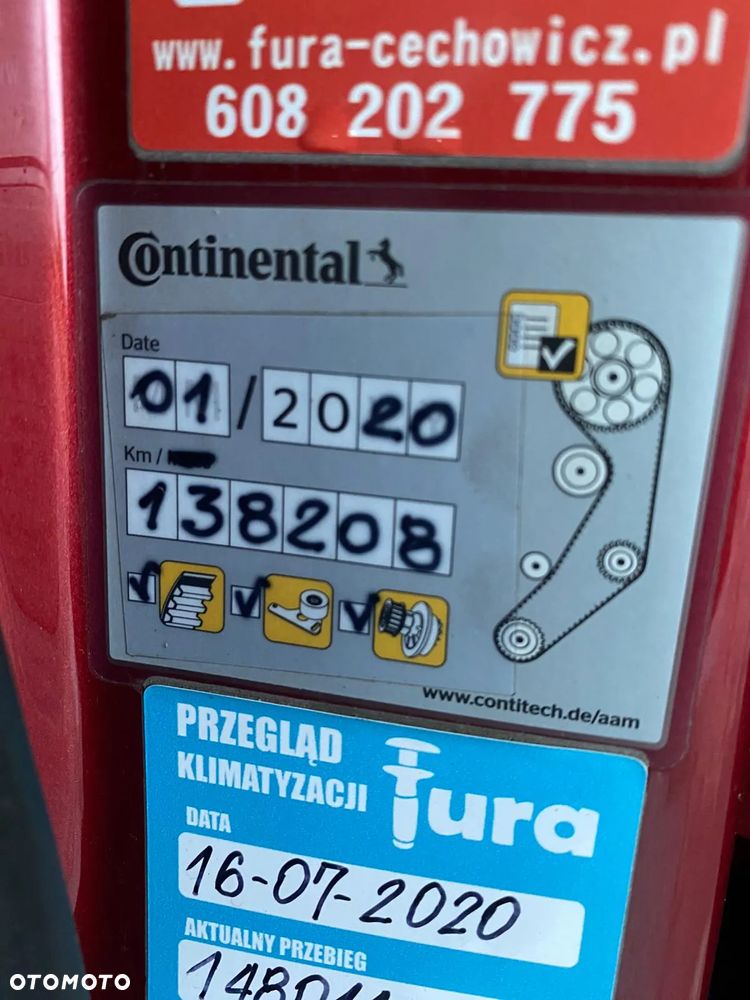 www.fura-cechowicz.pl
608 202 775
Continental
Date
01/2020
Km /
138208
www.contitech.de/aam
PRZEGLĄD
KLIMATYZACJI
fura
DATA
16-07-2020
AKTUALNY PRZEBIEG
OTOMOTO